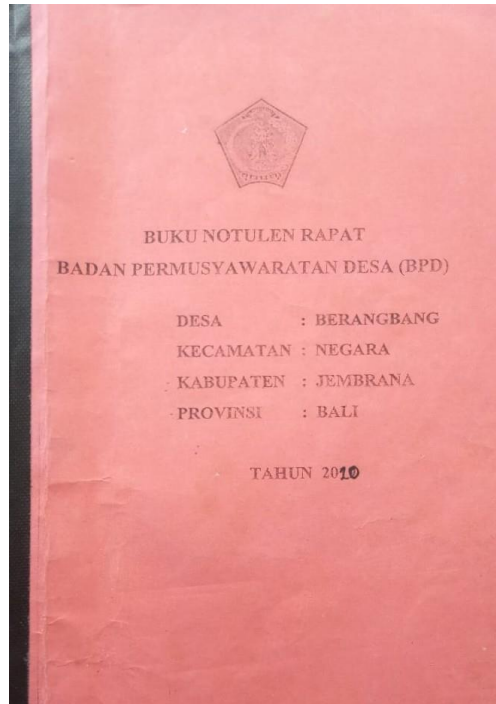 BUKU NOTULEN RAPAT
BADAN PERMUSYAWARATAN DESA (BPD)
DESA : BERANGBANG
KECAMATAN : NEGARA
KABUPATEN : JEMBRANA
PROVINSI : BALI
TAHUN 2010